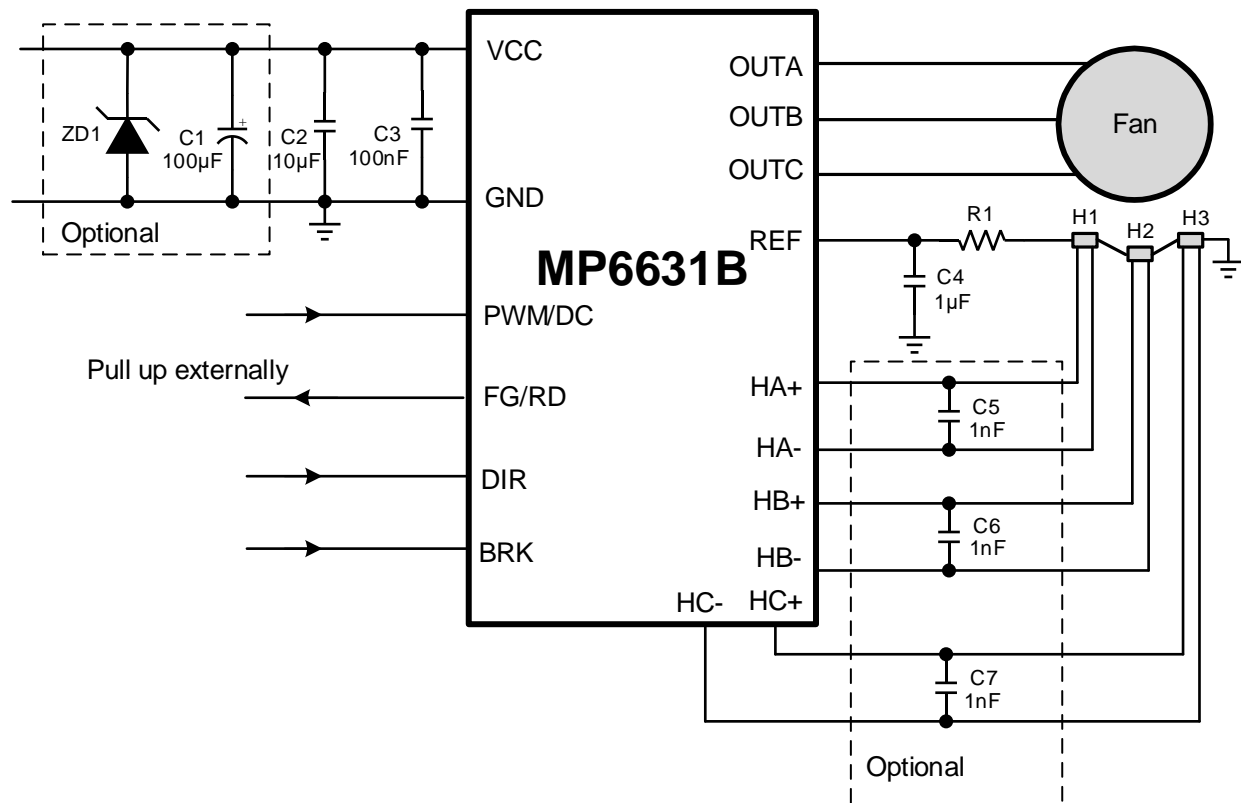 VCC
OUTA
OUTB
Fan
ZD1
C1
100µF
+
C2
10µF
C3
100nF
OUTC
GND
Optional
REF
R1
H1
H2
H3
MP6631B
C4
1µF
PWM/DC
Pull up externally
FG/RD
HA+
C5
1nF
HA-
DIR
HB+
C6
1nF
BRK
HB-
HC-
HC+
C7
1nF
Optional